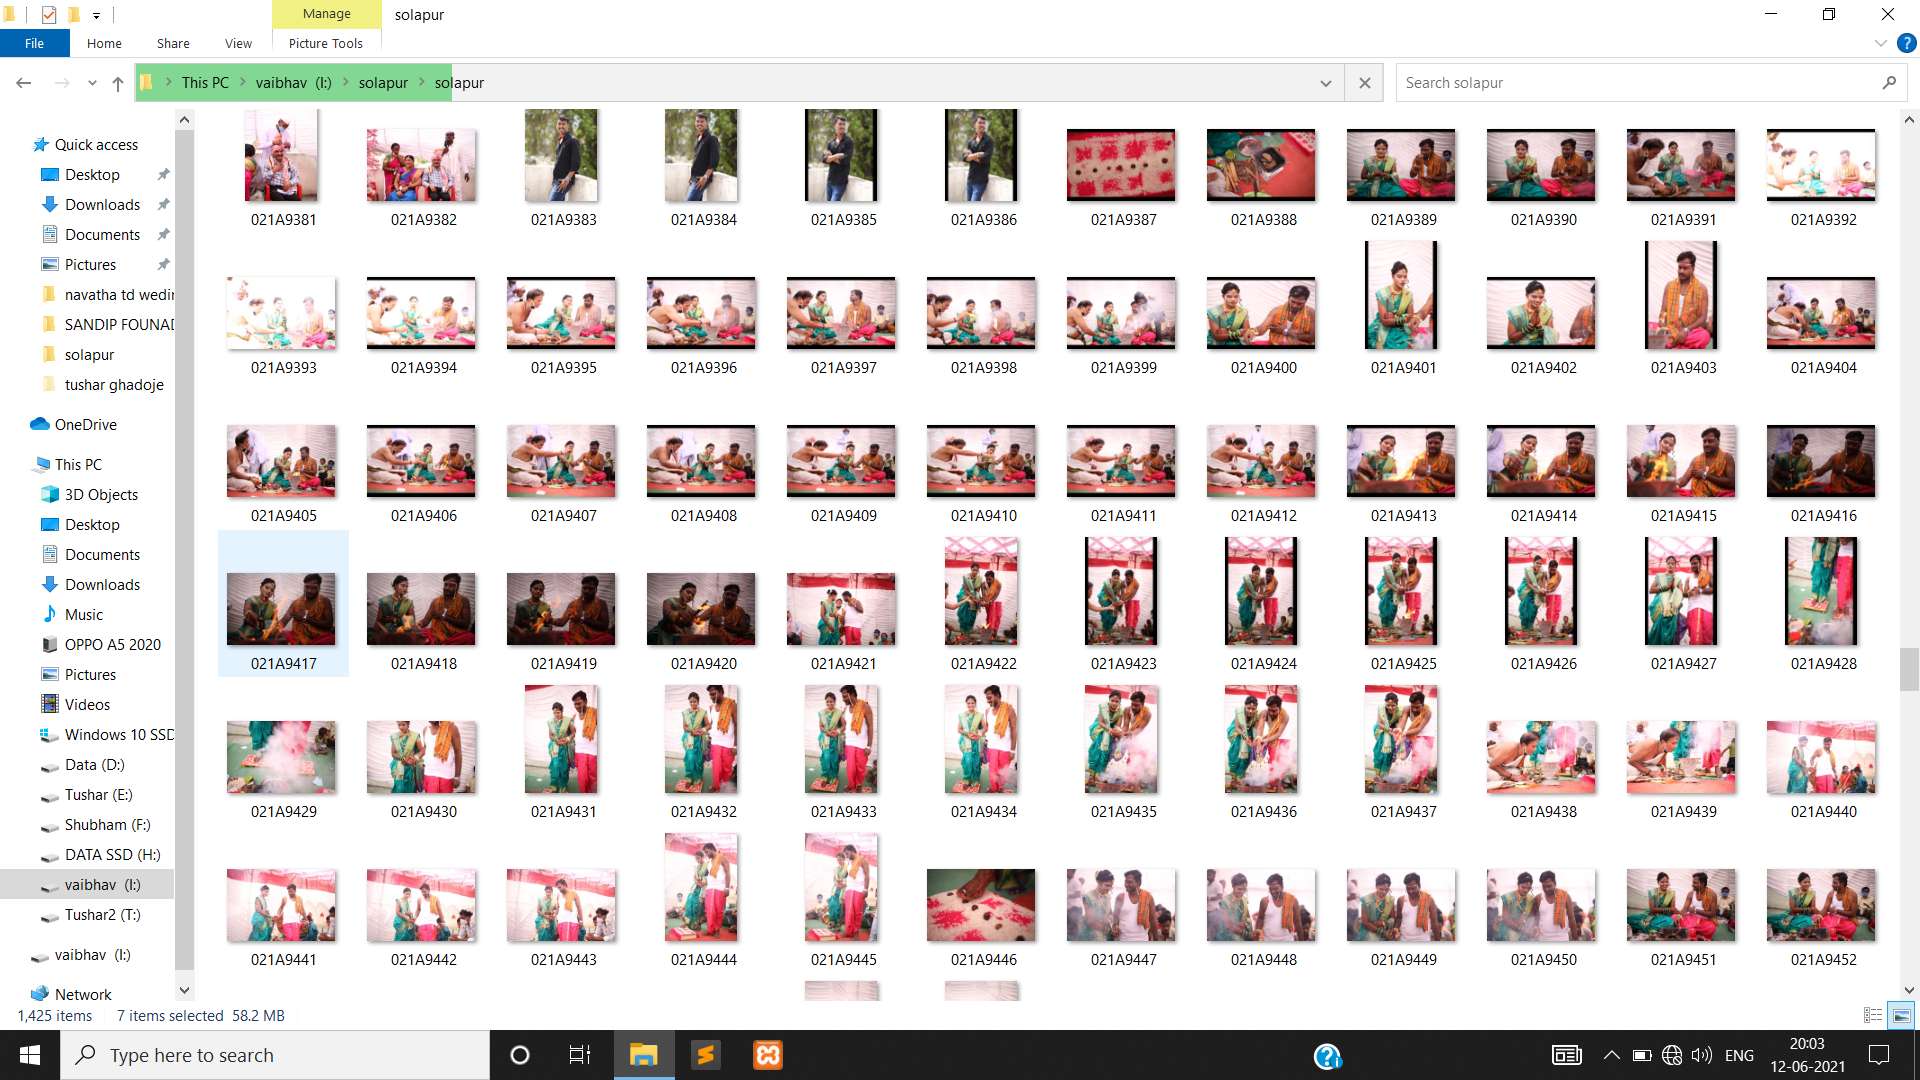 Manage
solapur
File
Home
Share
View
Picture Tools
?
This PC
vaibhav (I:)
solapur
solapur
Search solapur
Quick access
Desktop
Downloads
Documents
Pictures
navatha td wedin
SANDIP FOUNAD
solapur
tushar ghadoje
OneDrive
This PC
3D Objects
Desktop
Documents
Downloads
Music
OPPO A5 2020
Pictures
Videos
Windows 10 SSD
Data (D:)
Tushar (E:)
Shubham (F:)
DATA SSD (H:)
vaibhav (I:)
Tushar2 (T:)
vaibhav (I:)
Network
021A9381 021A9382 021A9383 021A9384 021A9385 021A9386 021A9387 021A9388 021A9389 021A9390 021A9391 021A9392
021A9393 021A9394 021A9395 021A9396 021A9397 021A9398 021A9399 021A9400 021A9401 021A9402 021A9403 021A9404
021A9405 021A9406 021A9407 021A9408 021A9409 021A9410 021A9411 021A9412 021A9413 021A9414 021A9415 021A9416
021A9417 021A9418 021A9419 021A9420 021A9421 021A9422 021A9423 021A9424 021A9425 021A9426 021A9427 021A9428
021A9429 021A9430 021A9431 021A9432 021A9433 021A9434 021A9435 021A9436 021A9437 021A9438 021A9439 021A9440
021A9441 021A9442 021A9443 021A9444 021A9445 021A9446 021A9447 021A9448 021A9449 021A9450 021A9451 021A9452
1,425 items 7 items selected 58.2 MB
Type here to search
ENG
20:03
12-06-2021